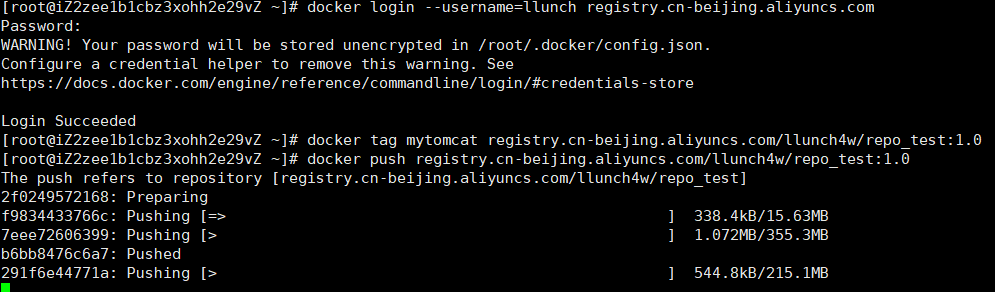 [root@iZ2zee1b1cbz3xohh2e29vZ ~]# docker login --username=llunch registry.cn-beijing.aliyuncs.com
Password:
WARNING! Your password will be stored unencrypted in /root/.docker/config.json.
Configure a credential helper to remove this warning. See
https://docs.docker.com/engine/reference/commandline/login/#credentials-store
Login Succeeded
[root@iZ2zee1b1cbz3xohh2e29vZ ~]# docker tag mytomcat registry.cn-beijing.aliyuncs.com/llunch4w/repo_test:1.0
[root@iZ2zee1b1cbz3xohh2e29vZ ~]# docker push registry.cn-beijing.aliyuncs.com/llunch4w/repo_test:1.0
The push refers to repository [registry.cn-beijing.aliyuncs.com/llunch4w/repo_test]
2f0249572168: Preparing
f9834433766c: Pushing [=>                                                 ]  338.4kB/15.63MB
7eee72606399: Pushing [>                                                  ]  1.072MB/355.3MB
b6bb8476c6a7: Pushed
291f6e44771a: Pushing [>                                                  ]  544.8kB/215.1MB